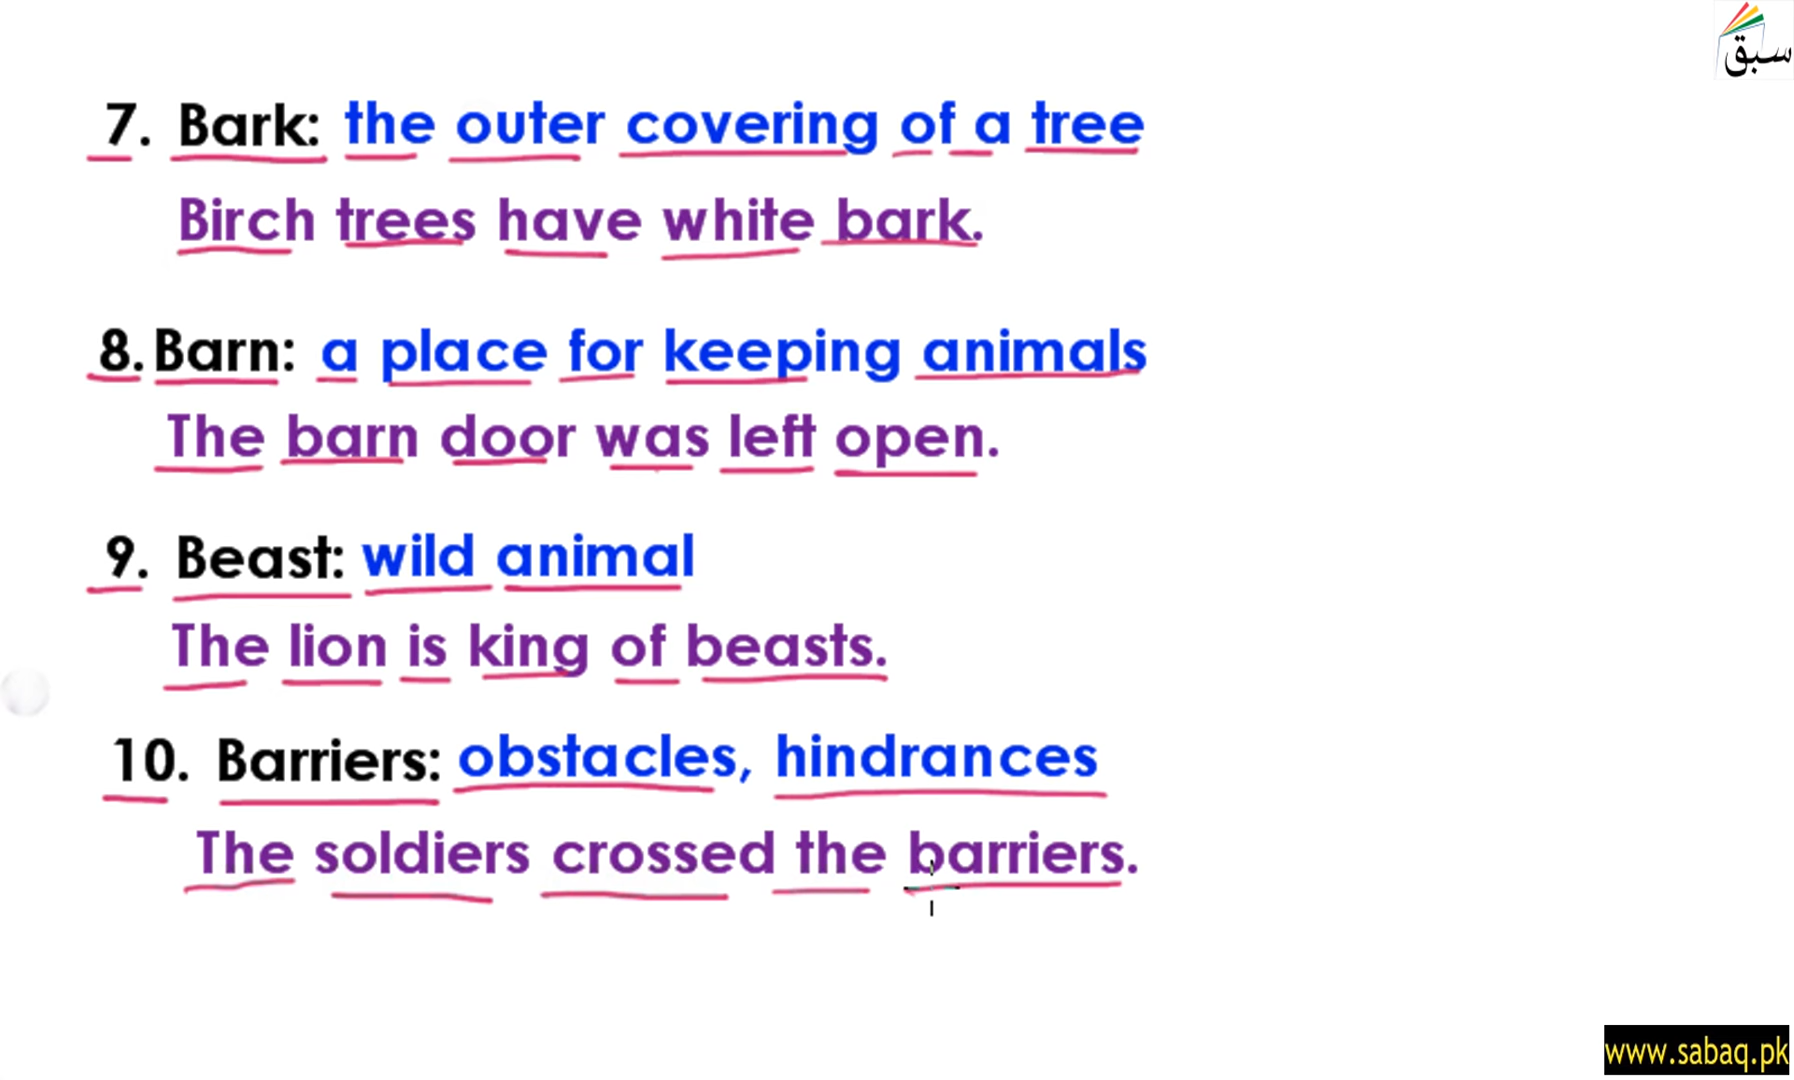 سبق
7. Bark: the outer covering of a tree
Birch trees have white bark.
8. Barn: a place for keeping animals
The barn door was left open.
9. Beast: wild animal
The lion is king of beasts.
10. Barriers: obstacles, hindrances
The soldiers crossed the barriers.
www.sabaq.pk